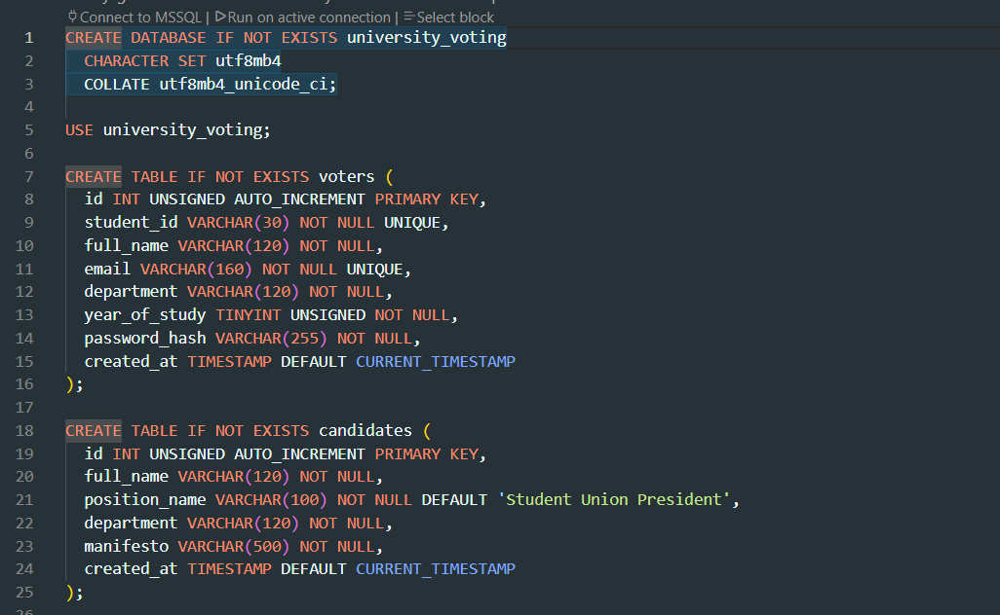 Connect to MSSQL | Run on active connection | Select block
1 CREATE DATABASE IF NOT EXISTS university_voting
2   CHARACTER SET utf8mb4
3   COLLATE utf8mb4_unicode_ci;
4
5 USE university_voting;
6
7 CREATE TABLE IF NOT EXISTS voters (
8   id INT UNSIGNED AUTO_INCREMENT PRIMARY KEY,
9   student_id VARCHAR(30) NOT NULL UNIQUE,
10   full_name VARCHAR(120) NOT NULL,
11   email VARCHAR(160) NOT NULL UNIQUE,
12   department VARCHAR(120) NOT NULL,
13   year_of_study TINYINT UNSIGNED NOT NULL,
14   password_hash VARCHAR(255) NOT NULL,
15   created_at TIMESTAMP DEFAULT CURRENT_TIMESTAMP
16 );
17
18 CREATE TABLE IF NOT EXISTS candidates (
19   id INT UNSIGNED AUTO_INCREMENT PRIMARY KEY,
20   full_name VARCHAR(120) NOT NULL,
21   position_name VARCHAR(100) NOT NULL DEFAULT 'Student Union President',
22   department VARCHAR(120) NOT NULL,
23   manifesto VARCHAR(500) NOT NULL,
24   created_at TIMESTAMP DEFAULT CURRENT_TIMESTAMP
25 );